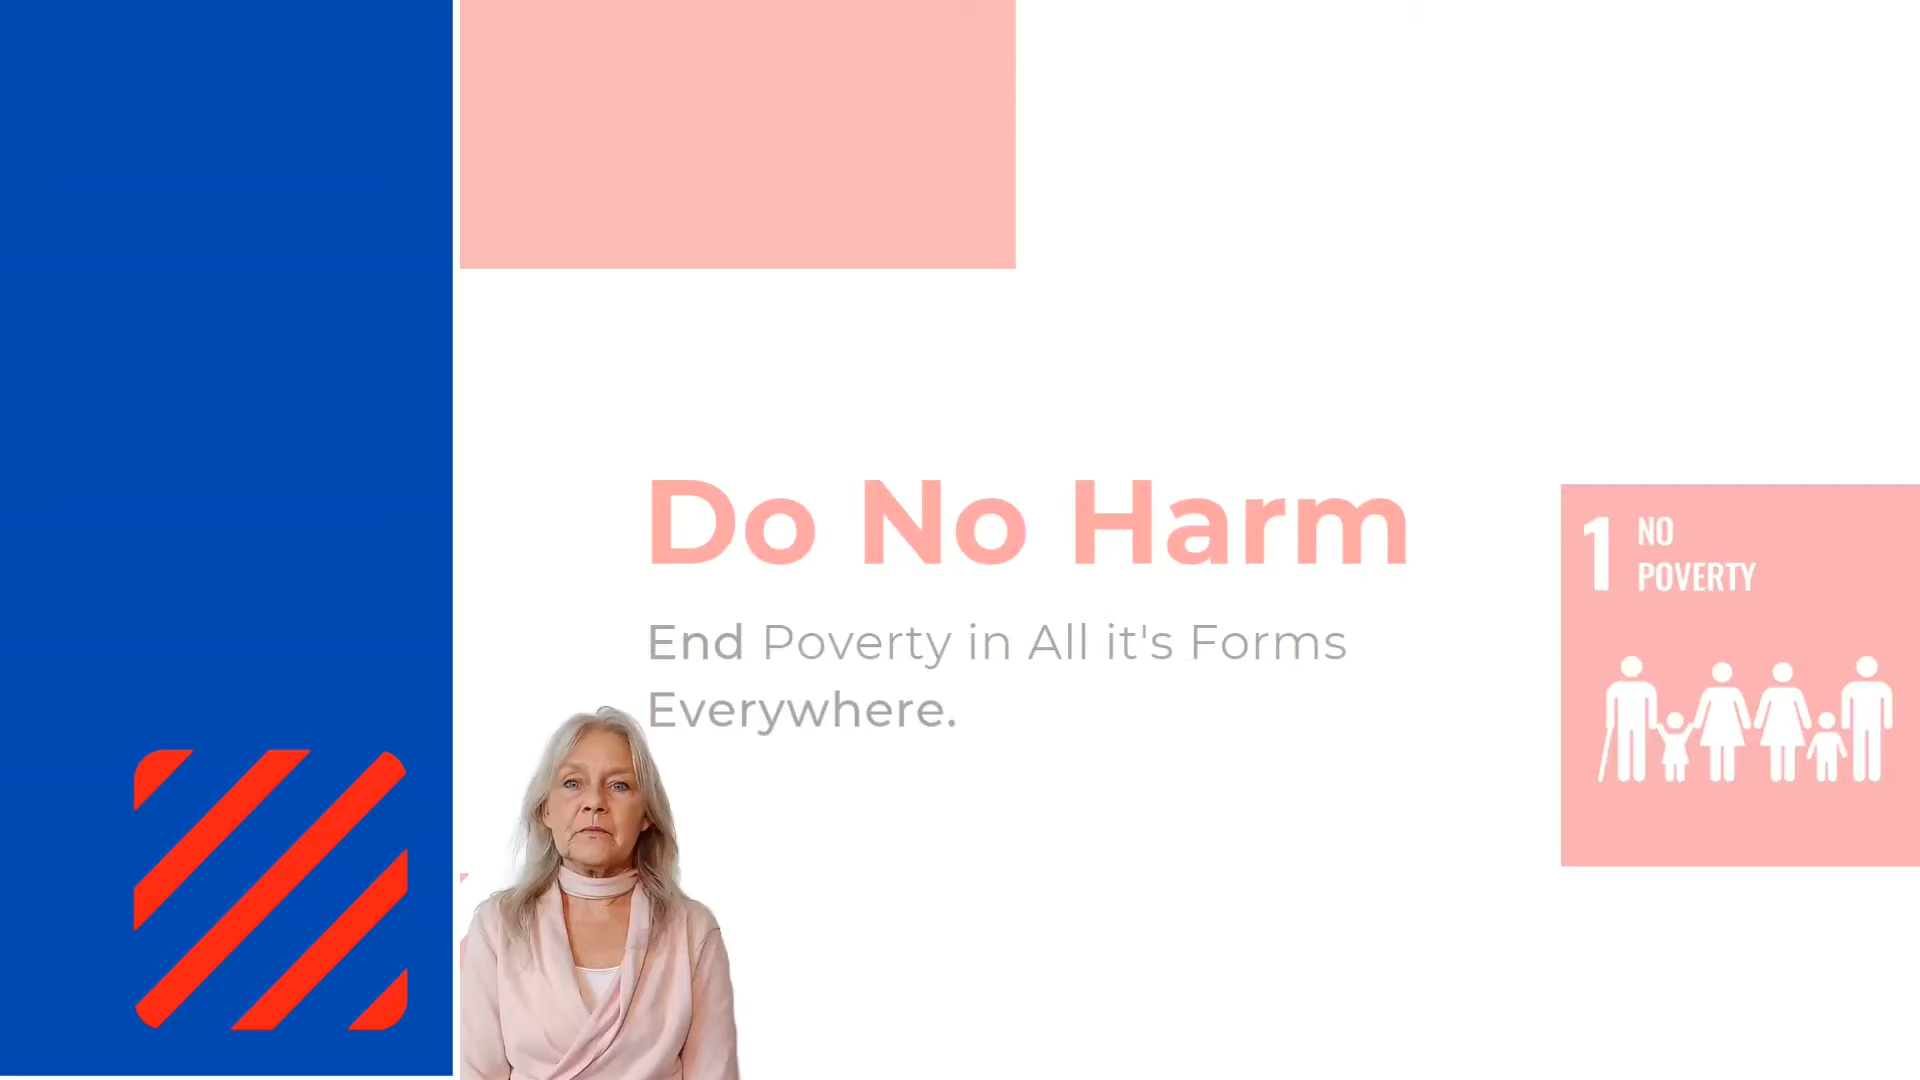 Do No Harm
End Poverty in All it's Forms
Everywhere.
1 NO
POVERTY